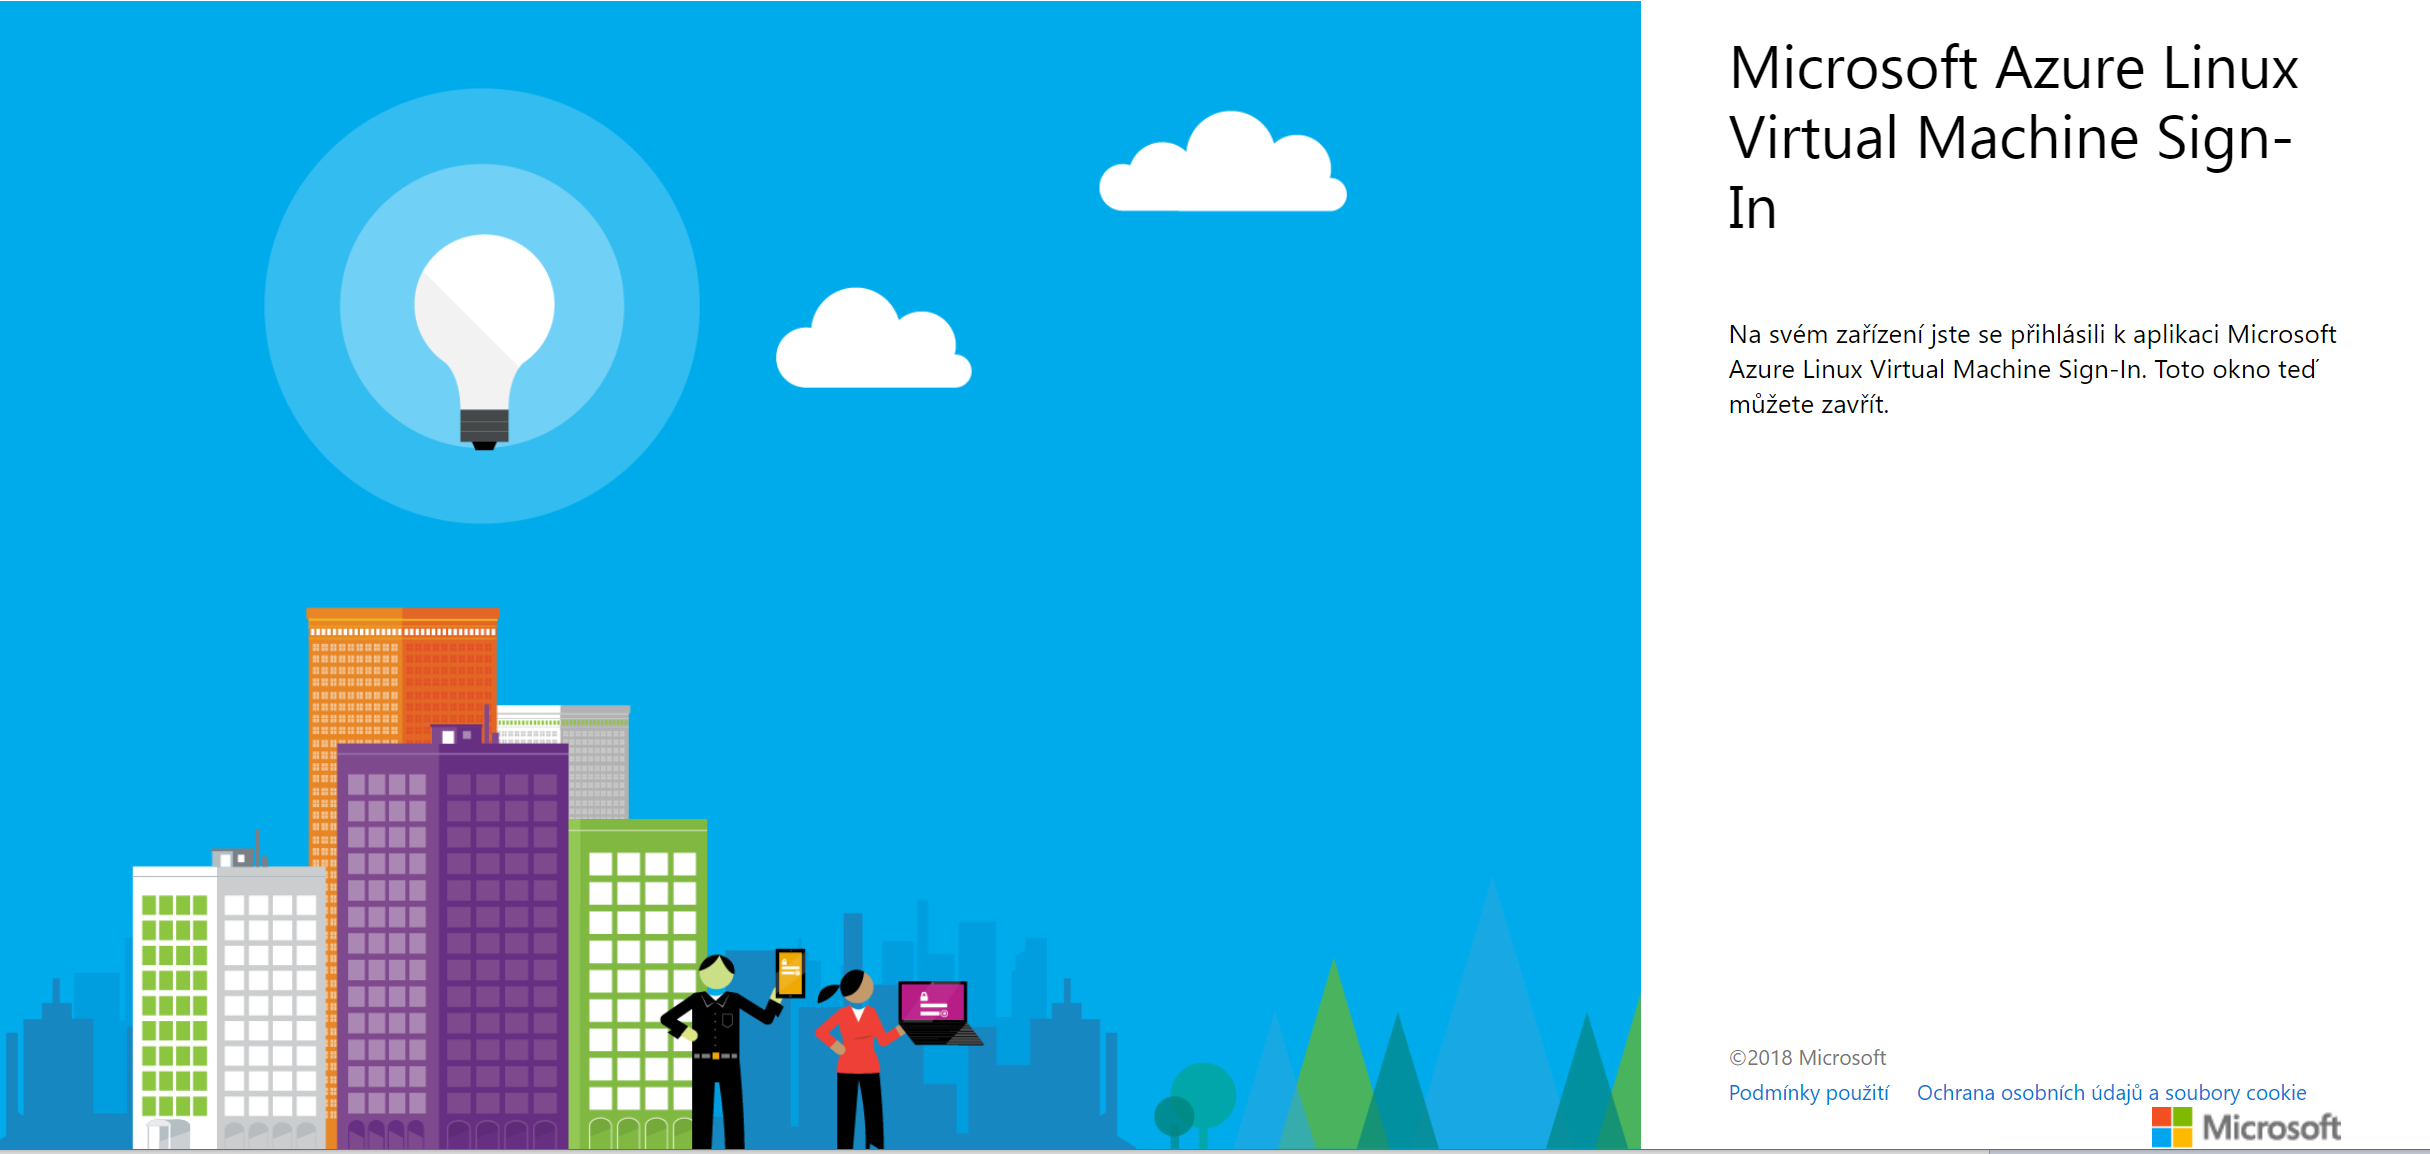 Microsoft Azure Linux
Virtual Machine Sign-
In
Na svém zařízení jste se přihlásili k aplikaci Microsoft
Azure Linux Virtual Machine Sign-In. Toto okno teď
můžete zavřít.
©2018 Microsoft
Podmínky použití Ochrana osobních údajů a soubory cookie
Microsoft